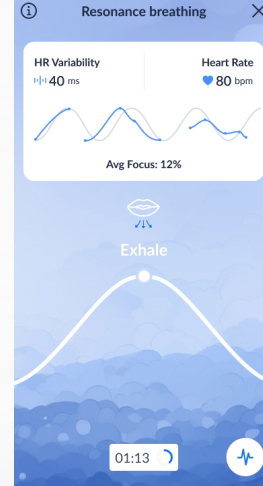 Resonance breathing
HR Variability
40 ms
Heart Rate
80 bpm
Avg Focus: 12%
Exhale
01:13